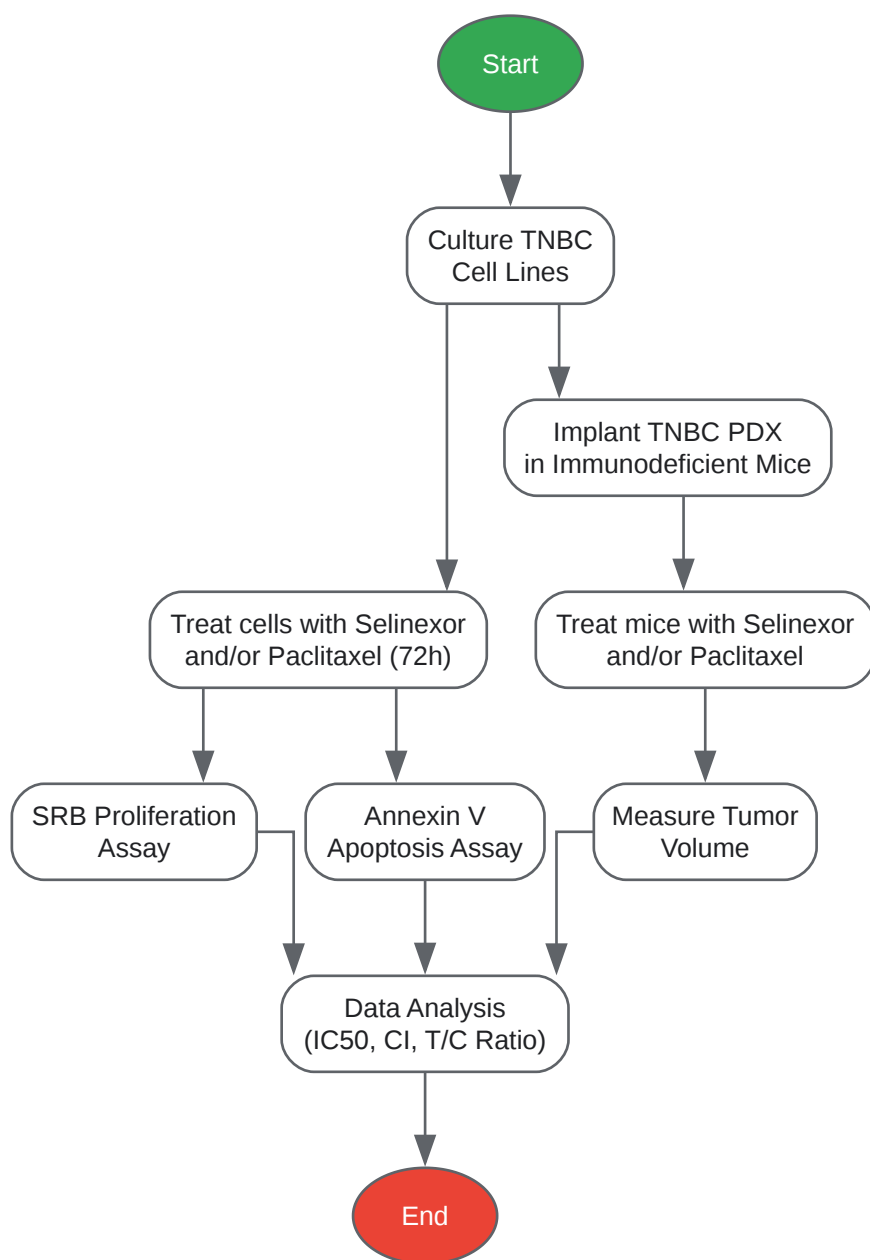 Start
Culture TNBC
Cell Lines
Implant TNBC PDX
in Immunodeficient Mice
Treat cells with Selinexor
and/or Paclitaxel (72h)
Treat mice with Selinexor
and/or Paclitaxel
SRB Proliferation
Assay
Annexin V
Apoptosis Assay
Measure Tumor
Volume
Data Analysis
(IC50, CI, T/C Ratio)
End